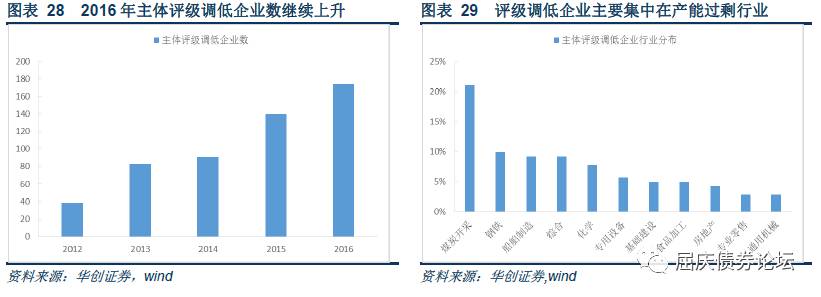 图表 28 2016 年主体评级调低企业数继续上升
主体评级调低企业数
200
180
160
140
120
100
80
60
40
20
0
2012 2013 2014 2015 2016
资料来源：华创证券，wind
图表 29 评级调低企业主要集中在产能过剩行业
主体评级调低企业行业分布
25%
20%
15%
10%
5%
0%
煤炭开采 钢铁 船舶制造 综合 化学 专用设备 基础建设 食品加工 房地产 专业零售 通用机械
资料来源：华创证券,wind
屈庆债券论坛